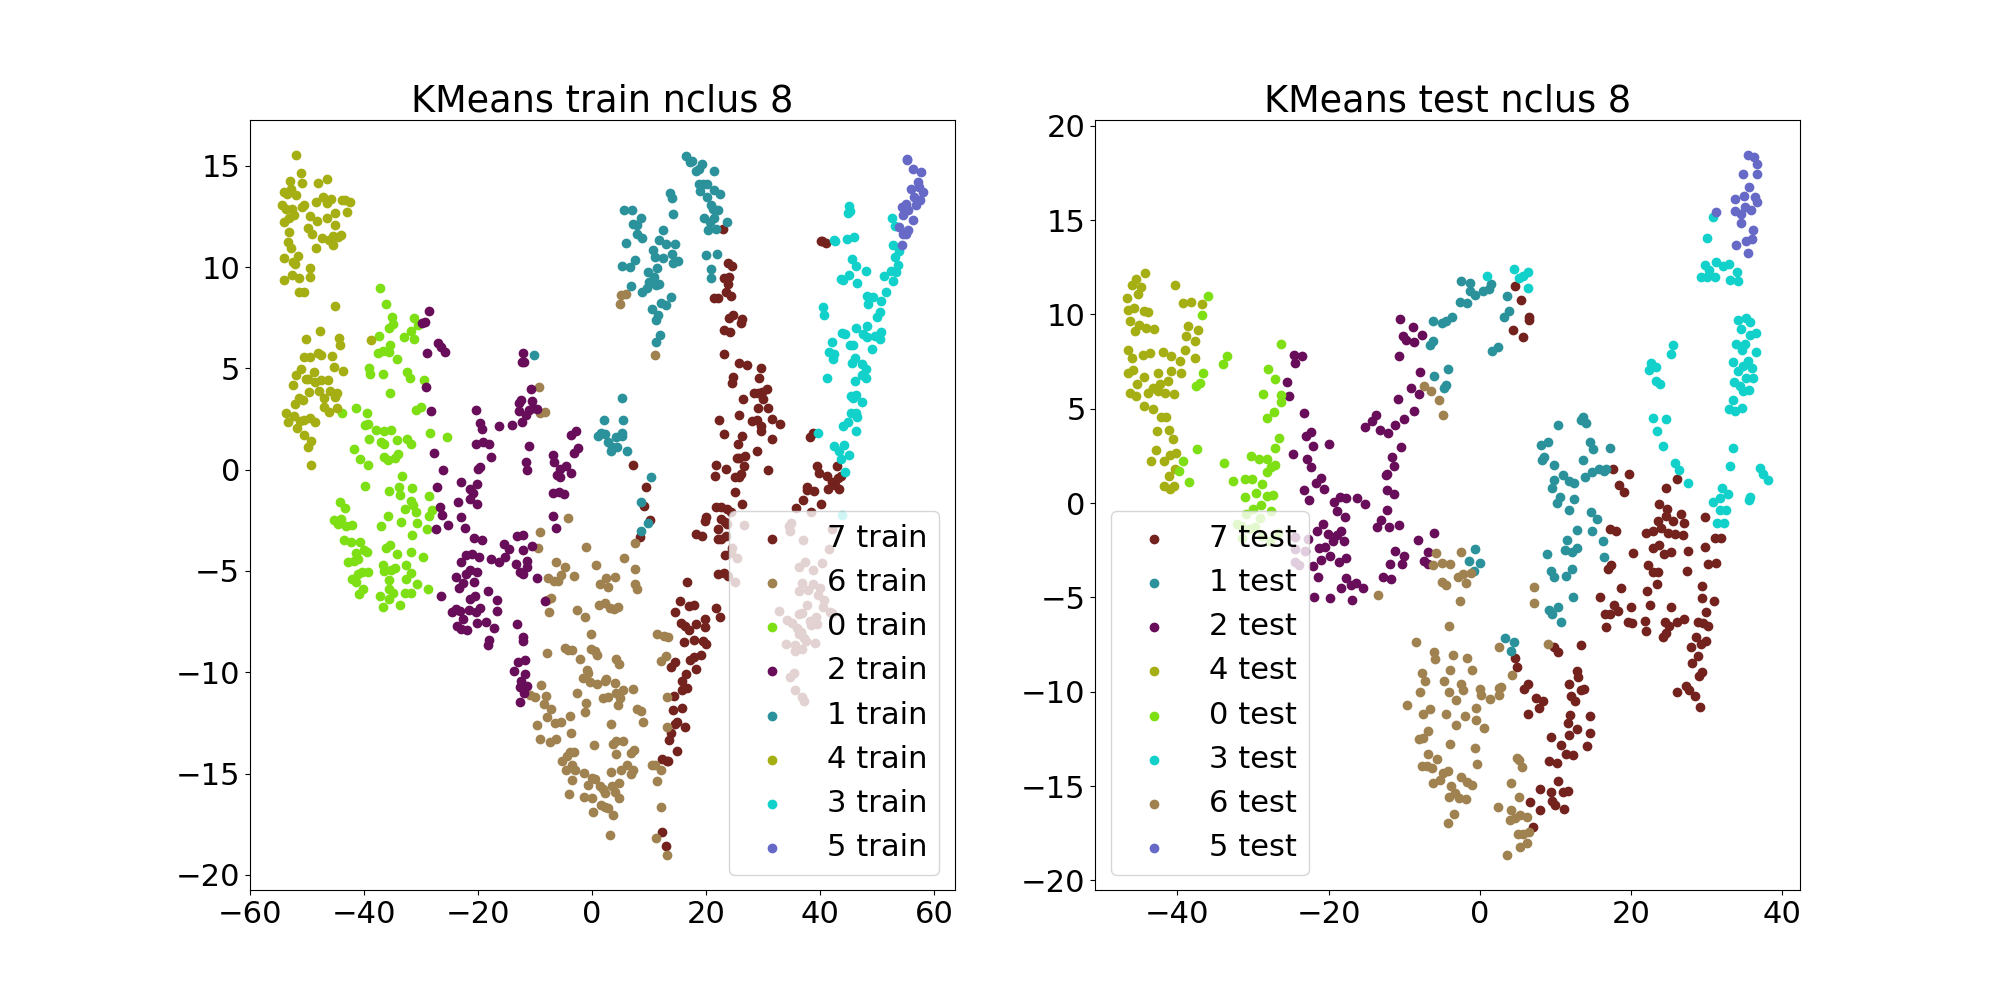 KMeans train nclus 8
15
10
5
0
−5
−10
−15
−20
−60
−40
−20
0
20
40
60
7 train
6 train
0 train
2 train
1 train
4 train
3 train
5 train
KMeans test nclus 8
20
15
10
5
0
−5
−10
−15
−20
−40
−20
0
20
40
7 test
1 test
2 test
4 test
0 test
3 test
6 test
5 test